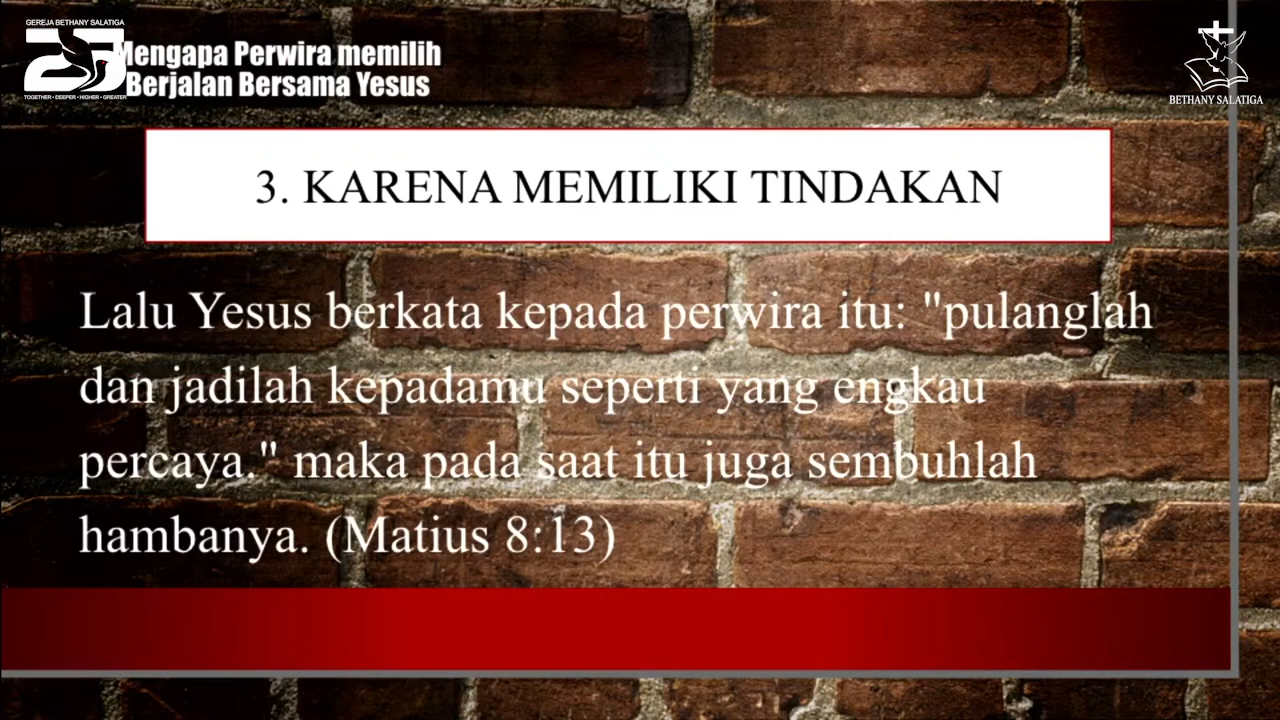 GEREJA BETHANY SALATIGA
25
TOGETHER • DEEPER • HIGHER • GREATER
Mengapa Perwira memilih
Berjalan Bersama Yesus
BETHANY SALATIGA
3. KARENA MEMILIKI TINDAKAN
Lalu Yesus berkata kepada perwira itu: "pulanglah
dan jadilah kepadamu seperti yang engkau
percaya." maka pada saat itu juga sembuhlah
hambanya. (Matius 8:13)